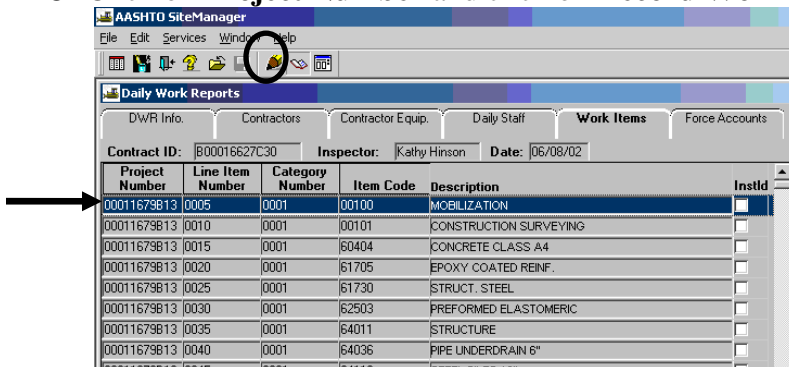 AASHTO SiteManager
File Edit Services Window Help
Daily Work Reports
DWR Info. Contractors Contractor Equip. Daily Staff Work Items Force Accounts
Contract ID: B00016627C30 Inspector: Kathy Hinson Date: 06/08/02
Project Number Line Item Number Category Number Item Code Description Instld
00011679B13 0005 0001 00100 MOBILIZATION
00011679B13 0010 0001 00101 CONSTRUCTION SURVEYING
00011679B13 0015 0001 60404 CONCRETE CLASS A4
00011679B13 0020 0001 61705 EPOXY COATED REINF.
00011679B13 0025 0001 61730 STRUCT. STEEL
00011679B13 0030 0001 62503 PREFORMED ELASTOMERIC
00011679B13 0035 0001 64011 STRUCTURE
00011679B13 0040 0001 64036 PIPE UNDERDRAIN 6"